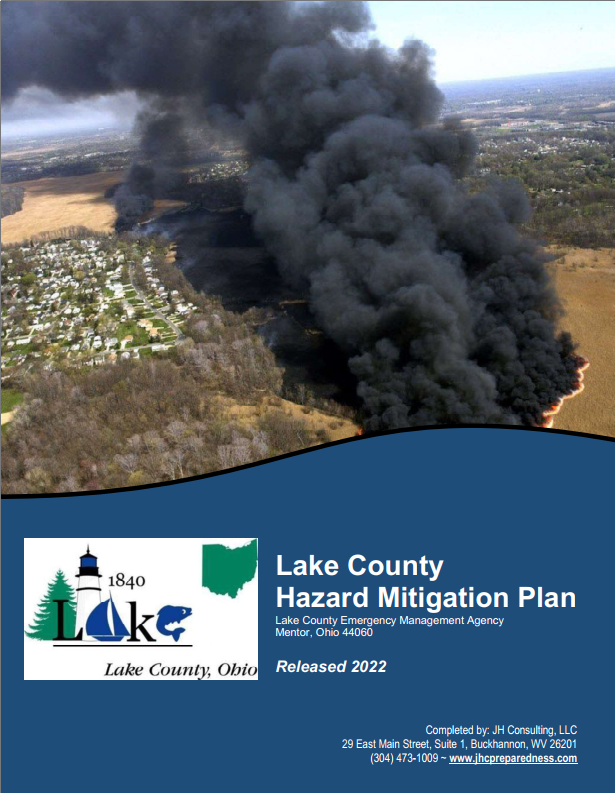 1840
Lake
Lake County, Ohio
Lake County
Hazard Mitigation Plan
Lake County Emergency Management Agency
Mentor, Ohio 44060
Released 2022
Completed by: JH Consulting, LLC
29 East Main Street, Suite 1, Buckhannon, WV 26201
(304) 473-1009 ~ www.jhcpreparedness.com